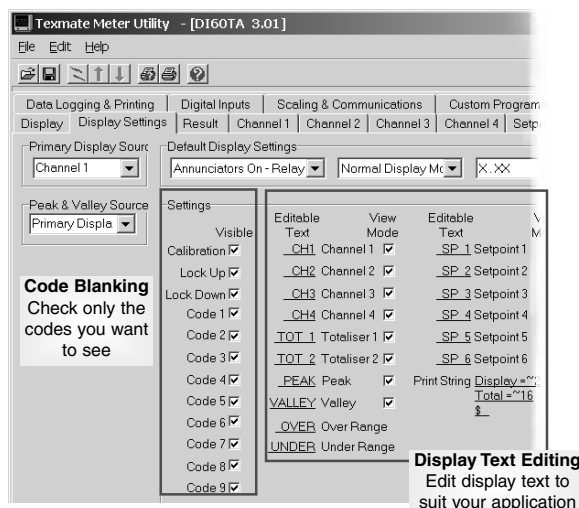 Texmate Meter Utility - [DI60TA 3.01]
File Edit Help
Data Logging & Printing Digital Inputs Scaling & Communications Custom Program
Display Display Settings Result Channel 1 Channel 2 Channel 3 Channel 4 Setp
Primary Display Sourc Default Display Settings
Channel 1 Annunciators On - Relay Normal Display Mc X.XX
Peak & Valley Source
Primary Displa
Code Blanking
Check only the
codes you want
to see
Settings
Visible
Calibration
Lock Up
Lock Down
Code 1
Code 2
Code 3
Code 4
Code 5
Code 6
Code 7
Code 8
Code 9
Editable View Editable V
Text Mode Text M
CH1 Channel 1 SP 1 Setpoint 1
CH2 Channel 2 SP 2 Setpoint 2
CH3 Channel 3 SP 3 Setpoint 3
CH4 Channel 4 SP 4 Setpoint 4
TOT 1 Totaliser 1 SP 5 Setpoint 5
TOT 2 Totaliser 2 SP 6 Setpoint 6
PEAK Peak Print String Display =~
VALLEY Valley Total =~16
$
OVER Over Range
UNDER Under Range
Display Text Editing
Edit display text to
suit your application